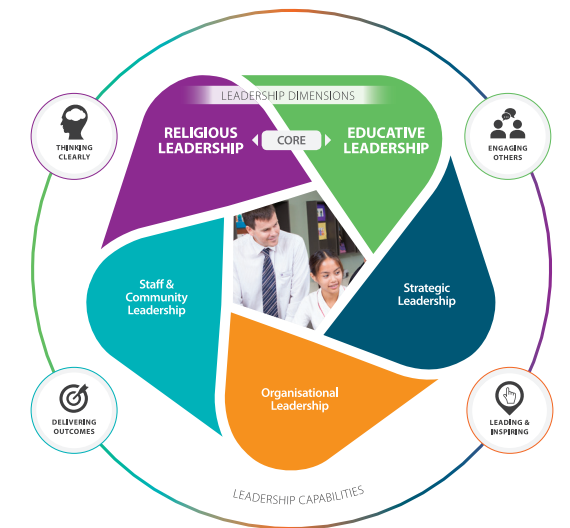 LEADERSHIP DIMENSIONS
RELIGIOUS
LEADERSHIP
CORE
EDUCATIVE
LEADERSHIP
THINKING
CLEARLY
ENGAGING
OTHERS
Staff &
Community
Leadership
Strategic
Leadership
Organisational
Leadership
DELIVERING
OUTCOMES
LEADING &
INSPIRING
LEADERSHIP CAPABILITIES